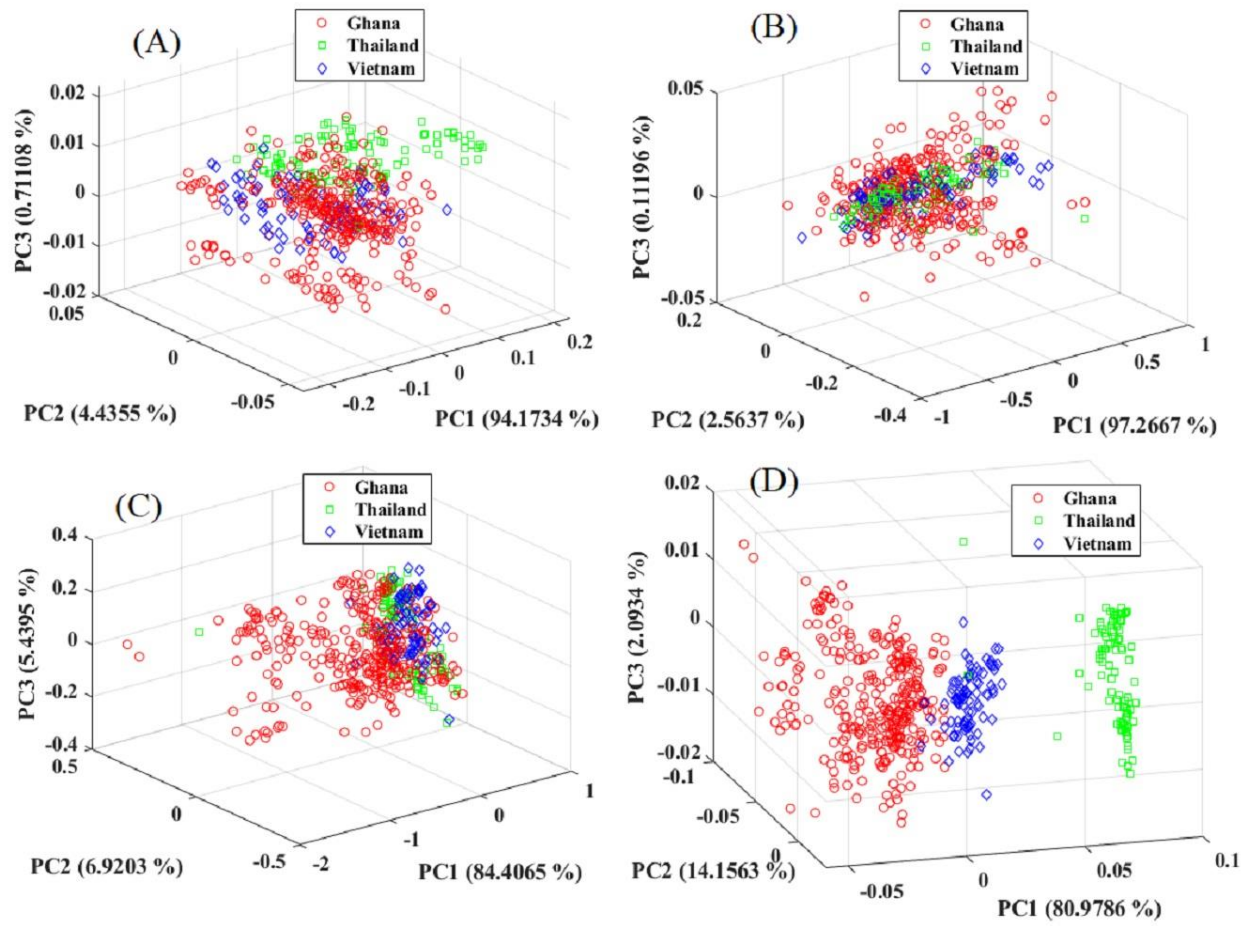 (A)
Ghana
Thailand
Vietnam
0.02
0.01
0
-0.01
-0.02
PC3 (0.71108 %)
0.05
0
-0.05
PC2 (4.4355 %)
-0.2
-0.1
0
0.1
0.2
PC1 (94.1734 %)
(B)
Ghana
Thailand
Vietnam
0.05
0
-0.05
PC3 (0.11196 %)
0.2
0
-0.2
-0.4
PC2 (2.5637 %)
-1
-0.5
0
0.5
1
PC1 (97.2667 %)
(C)
Ghana
Thailand
Vietnam
0.4
0.2
0
-0.2
-0.4
PC3 (5.4395 %)
0.5
0
-0.5
PC2 (6.9203 %)
-2
-1
0
1
PC1 (84.4065 %)
(D)
Ghana
Thailand
Vietnam
0.02
0.01
0
-0.01
-0.02
PC3 (2.0934 %)
-0.1
-0.05
0
PC2 (14.1563 %)
-0.05
0
0.05
0.1
PC1 (80.9786 %)